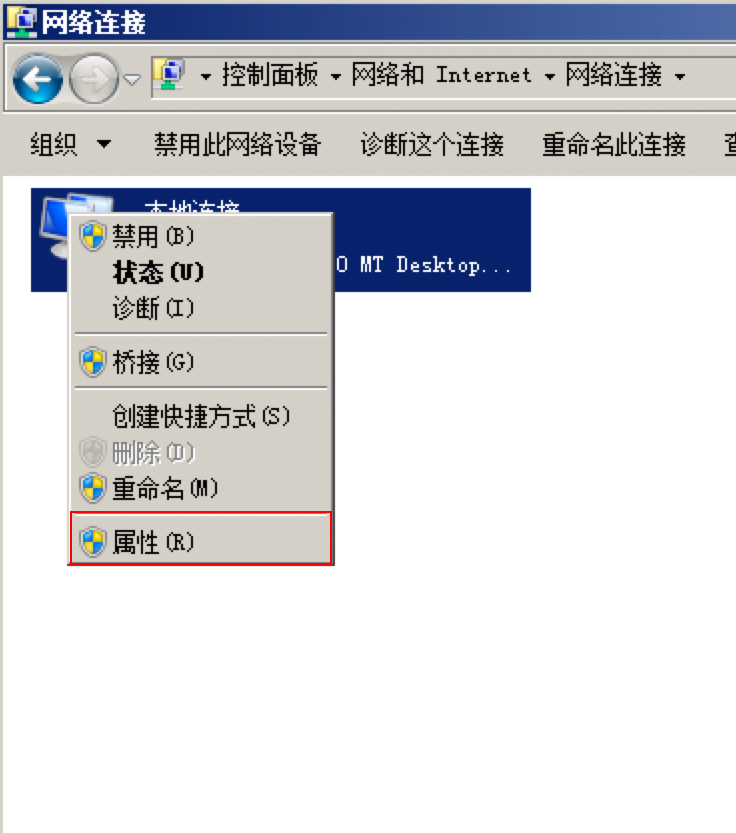 网络连接
控制面板 网络和 Internet 网络连接
组织 禁用此网络设备 诊断这个连接 重命名此连接
本地连接
O MT Desktop...
禁用(B)
状态(U)
诊断(I)
桥接(G)
创建快捷方式(S)
删除(D)
重命名(M)
属性(R)